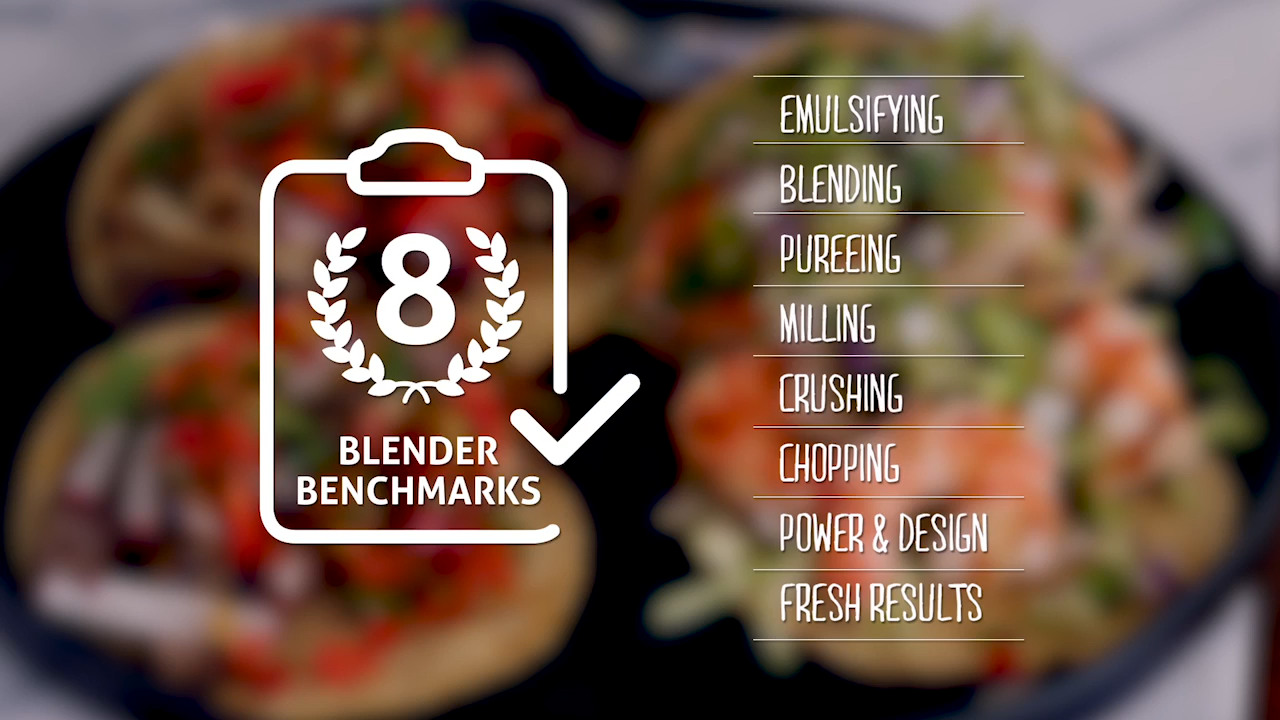 8
BLENDER
BENCHMARKS
EMULSIFYING
BLENDING
PUREEING
MILLING
CRUSHING
CHOPPING
POWER & DESIGN
FRESH RESULTS